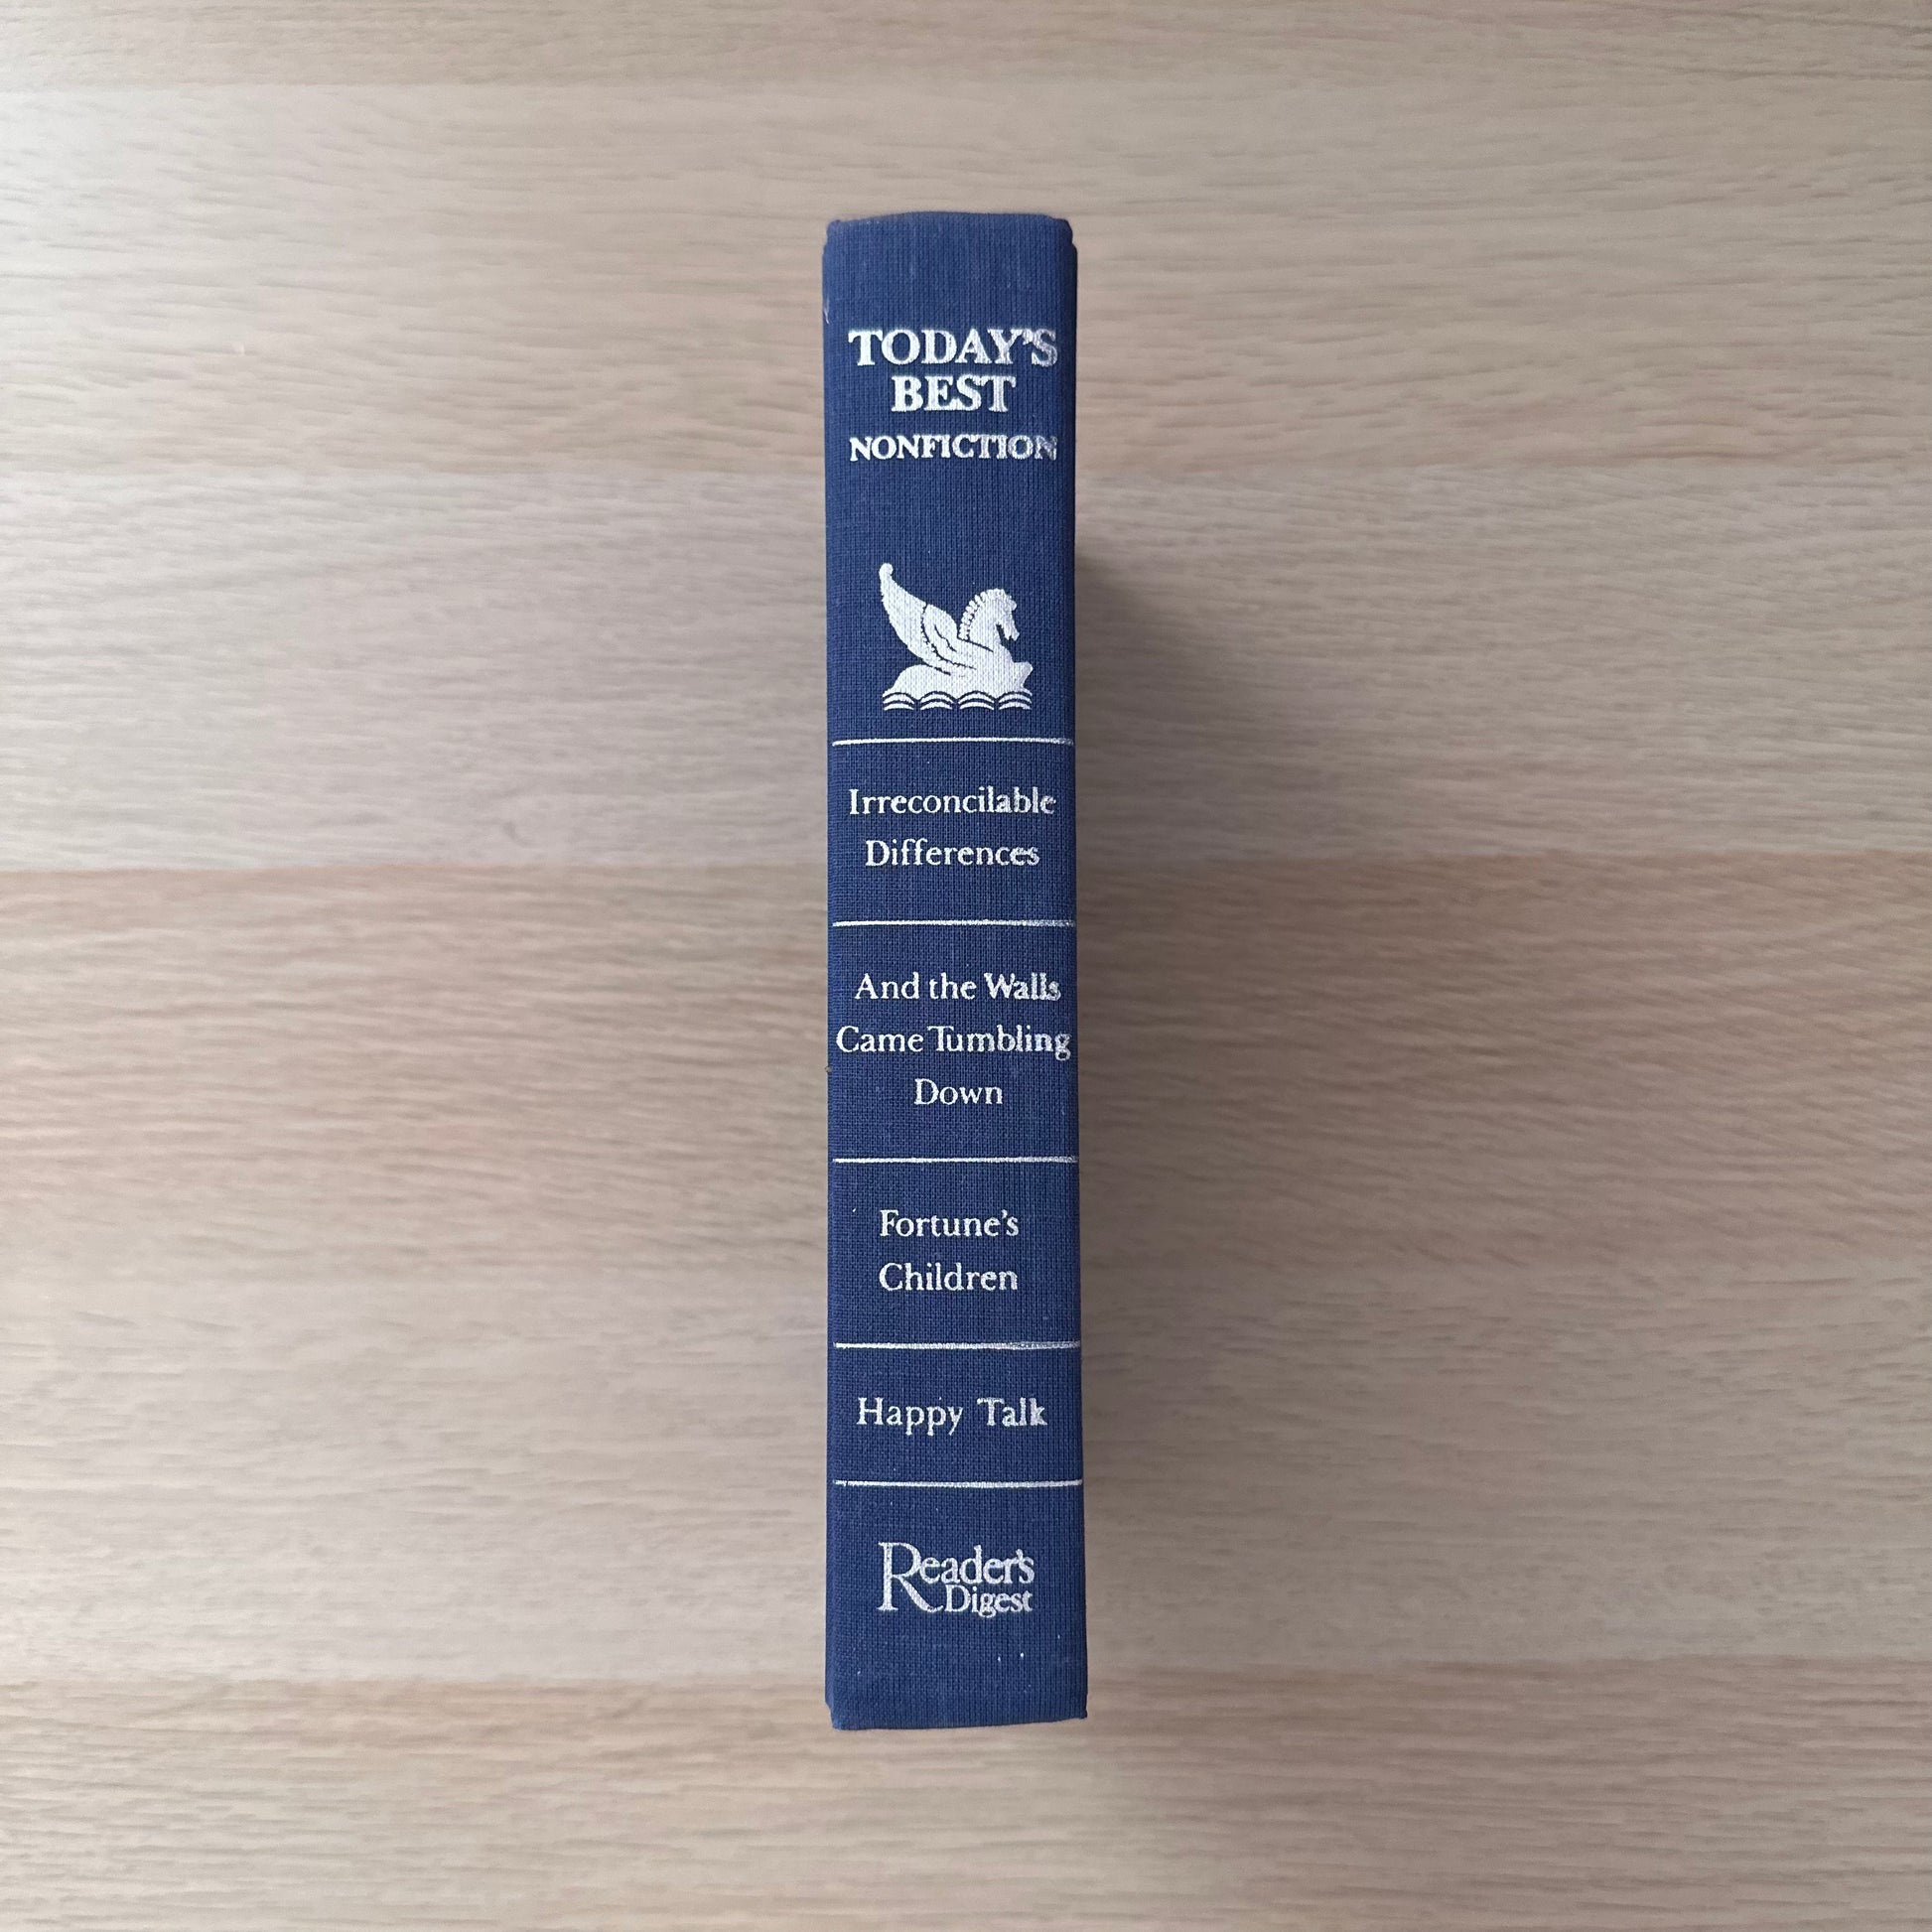 TODAY'S
BEST
NONFICTION
Irreconcilable
Differences
And the Walls
Came Tumbling
Down
Fortune's
Children
Happy Talk
Reader's
Digest